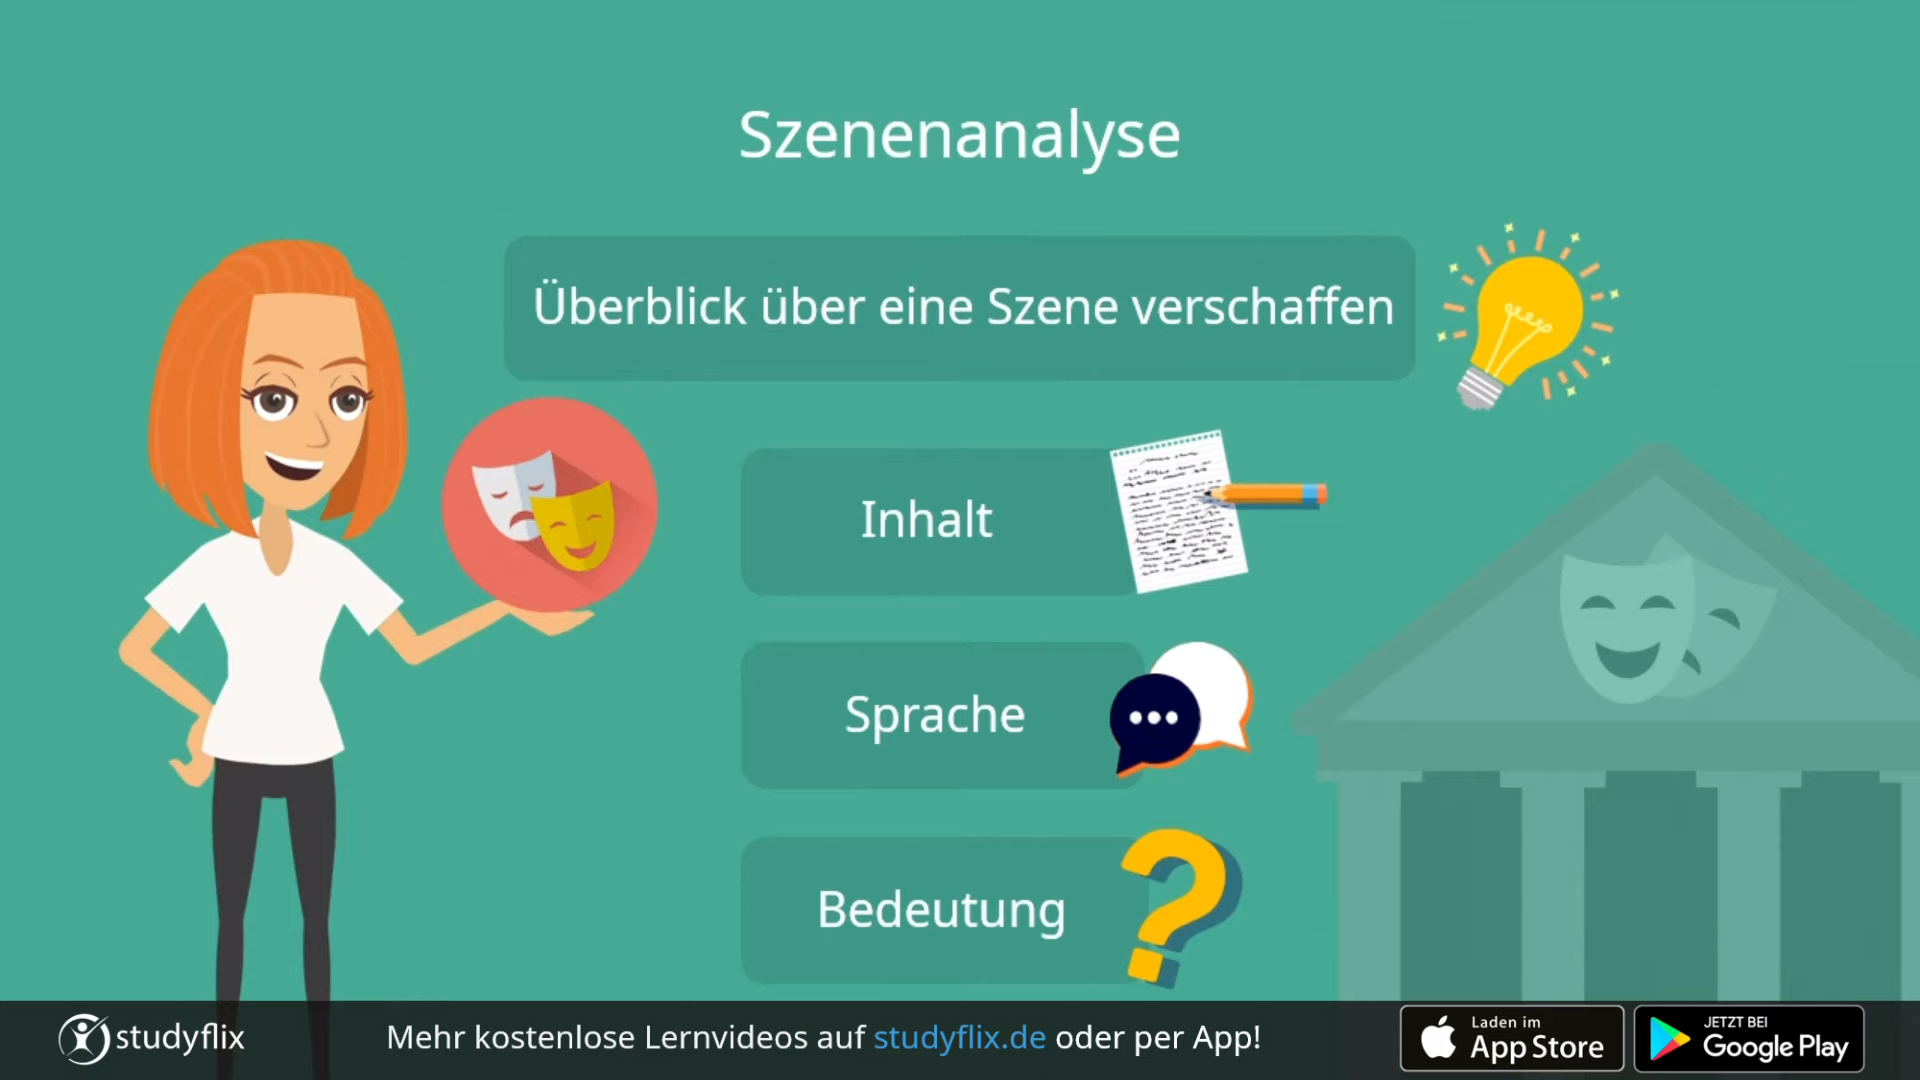 Szenenanalyse
Überblick über eine Szene verschaffen
Inhalt
Sprache
Bedeutung
studyflix
Mehr kostenlose Lernvideos auf studyflix.de oder per App!
Laden im
App Store
JETZT BEI
Google Play